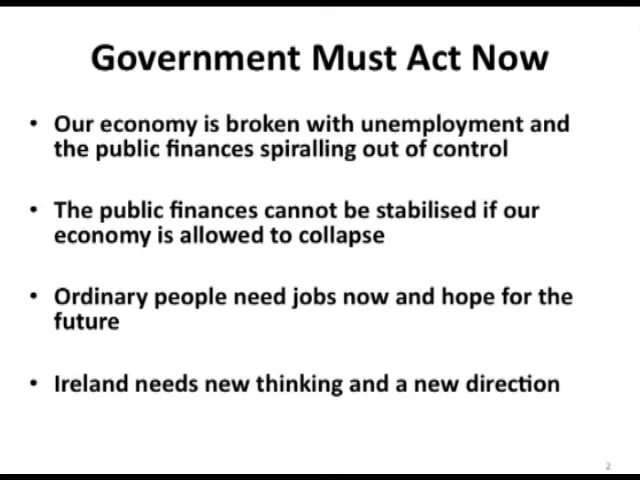 Government Must Act Now
• Our economy is broken with unemployment and
the public finances spiralling out of control
• The public finances cannot be stabilised if our
economy is allowed to collapse
• Ordinary people need jobs now and hope for the
future
• Ireland needs new thinking and a new direction
2